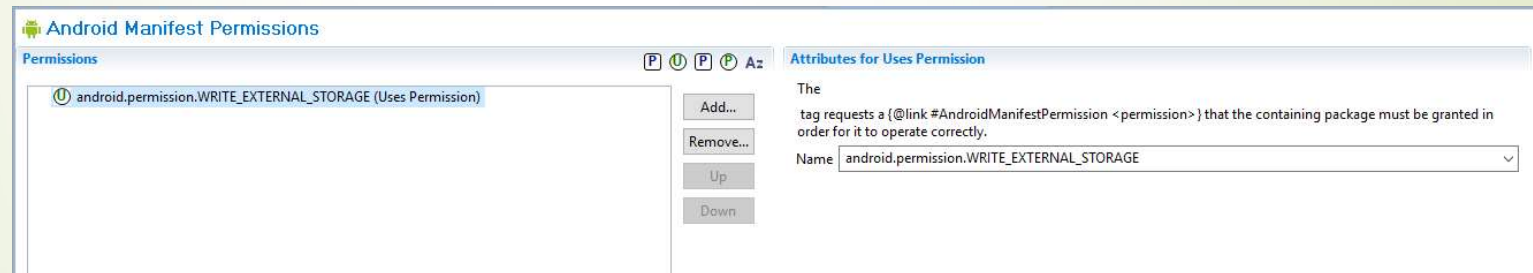 Android Manifest Permissions
Permissions
P U P P Az
U android.permission.WRITE_EXTERNAL_STORAGE (Uses Permission)
Add...
Remove...
Up
Down
Attributes for Uses Permission
The
tag requests a {@link #AndroidManifestPermission <permission>} that the containing package must be granted in
order for it to operate correctly.
Name android.permission.WRITE_EXTERNAL_STORAGE